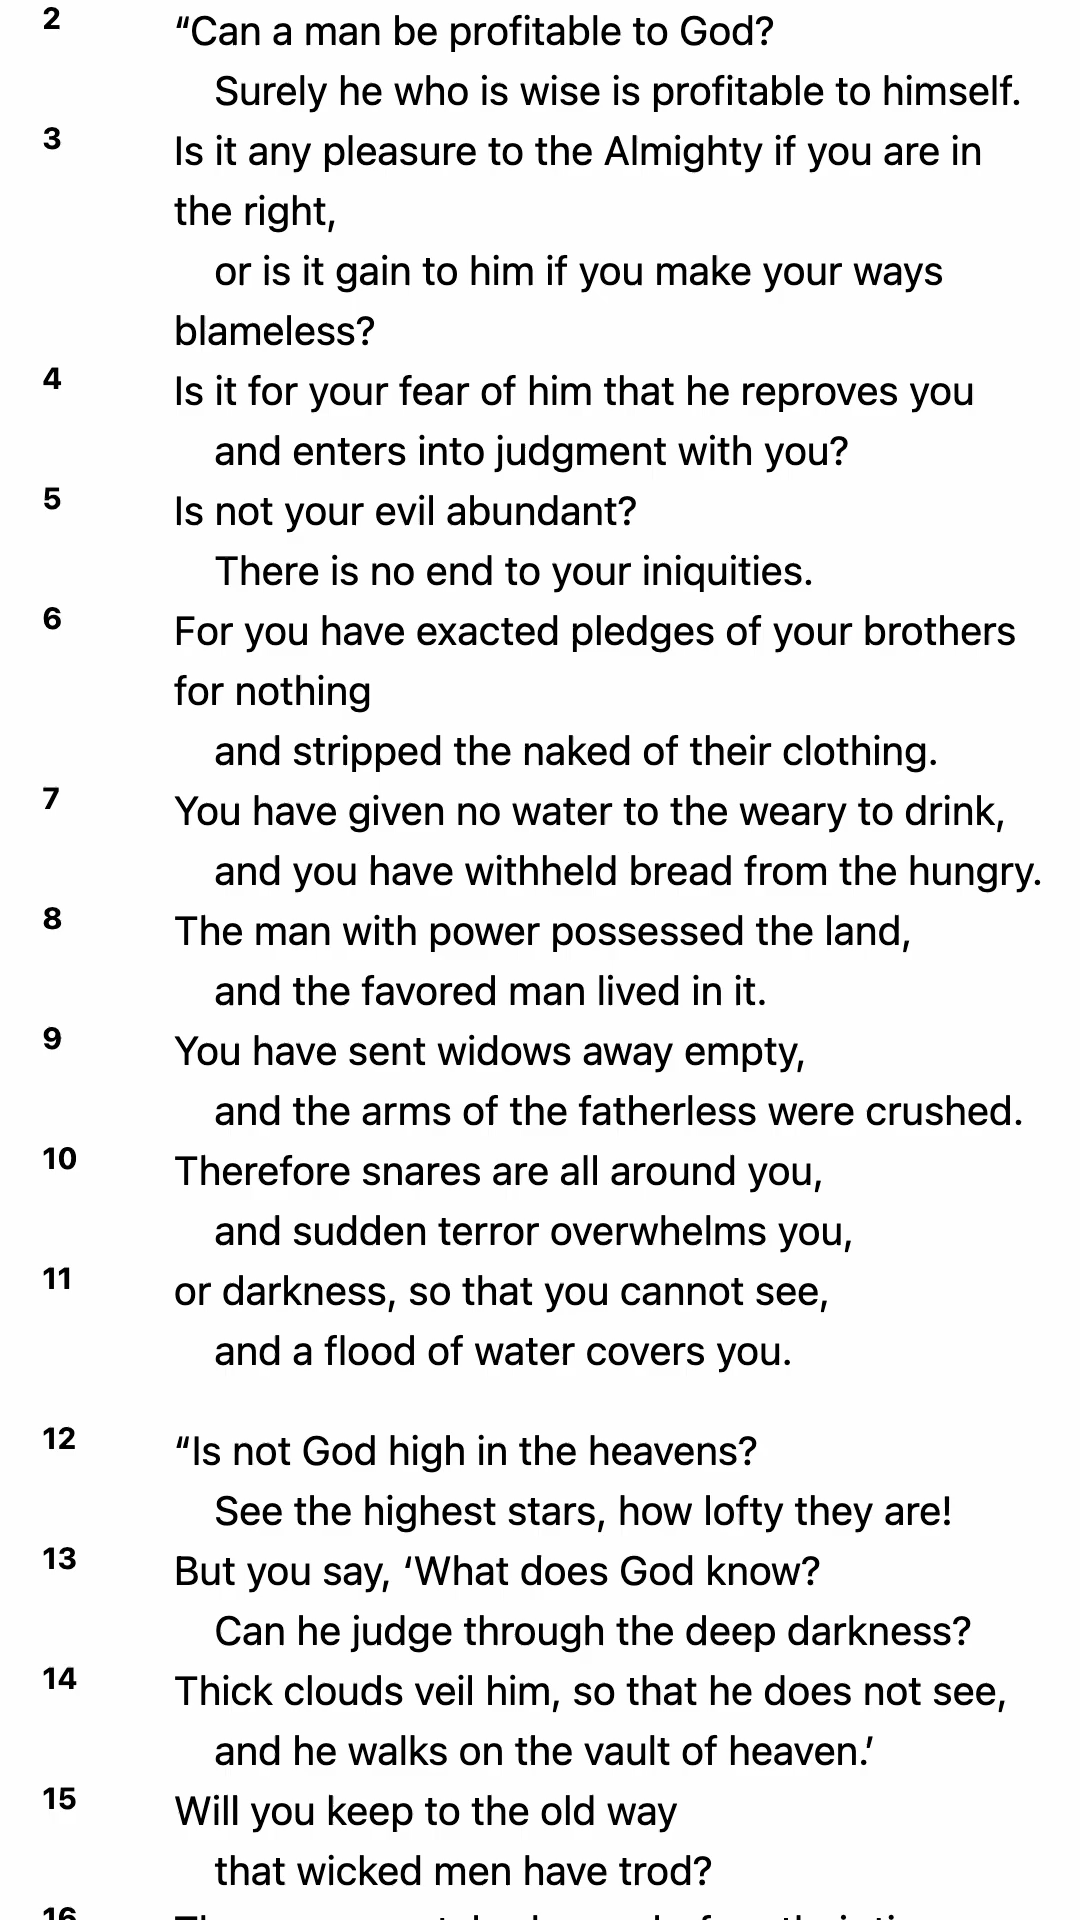 2 “Can a man be profitable to God?
Surely he who is wise is profitable to himself.
3 Is it any pleasure to the Almighty if you are in
the right,
or is it gain to him if you make your ways
blameless?
4 Is it for your fear of him that he reproves you
and enters into judgment with you?
5 Is not your evil abundant?
There is no end to your iniquities.
6 For you have exacted pledges of your brothers
for nothing
and stripped the naked of their clothing.
7 You have given no water to the weary to drink,
and you have withheld bread from the hungry.
8 The man with power possessed the land,
and the favored man lived in it.
9 You have sent widows away empty,
and the arms of the fatherless were crushed.
10 Therefore snares are all around you,
and sudden terror overwhelms you,
11 or darkness, so that you cannot see,
and a flood of water covers you.
12 “Is not God high in the heavens?
See the highest stars, how lofty they are!
13 But you say, ‘What does God know?
Can he judge through the deep darkness?
14 Thick clouds veil him, so that he does not see,
and he walks on the vault of heaven.’
15 Will you keep to the old way
that wicked men have trod?
16